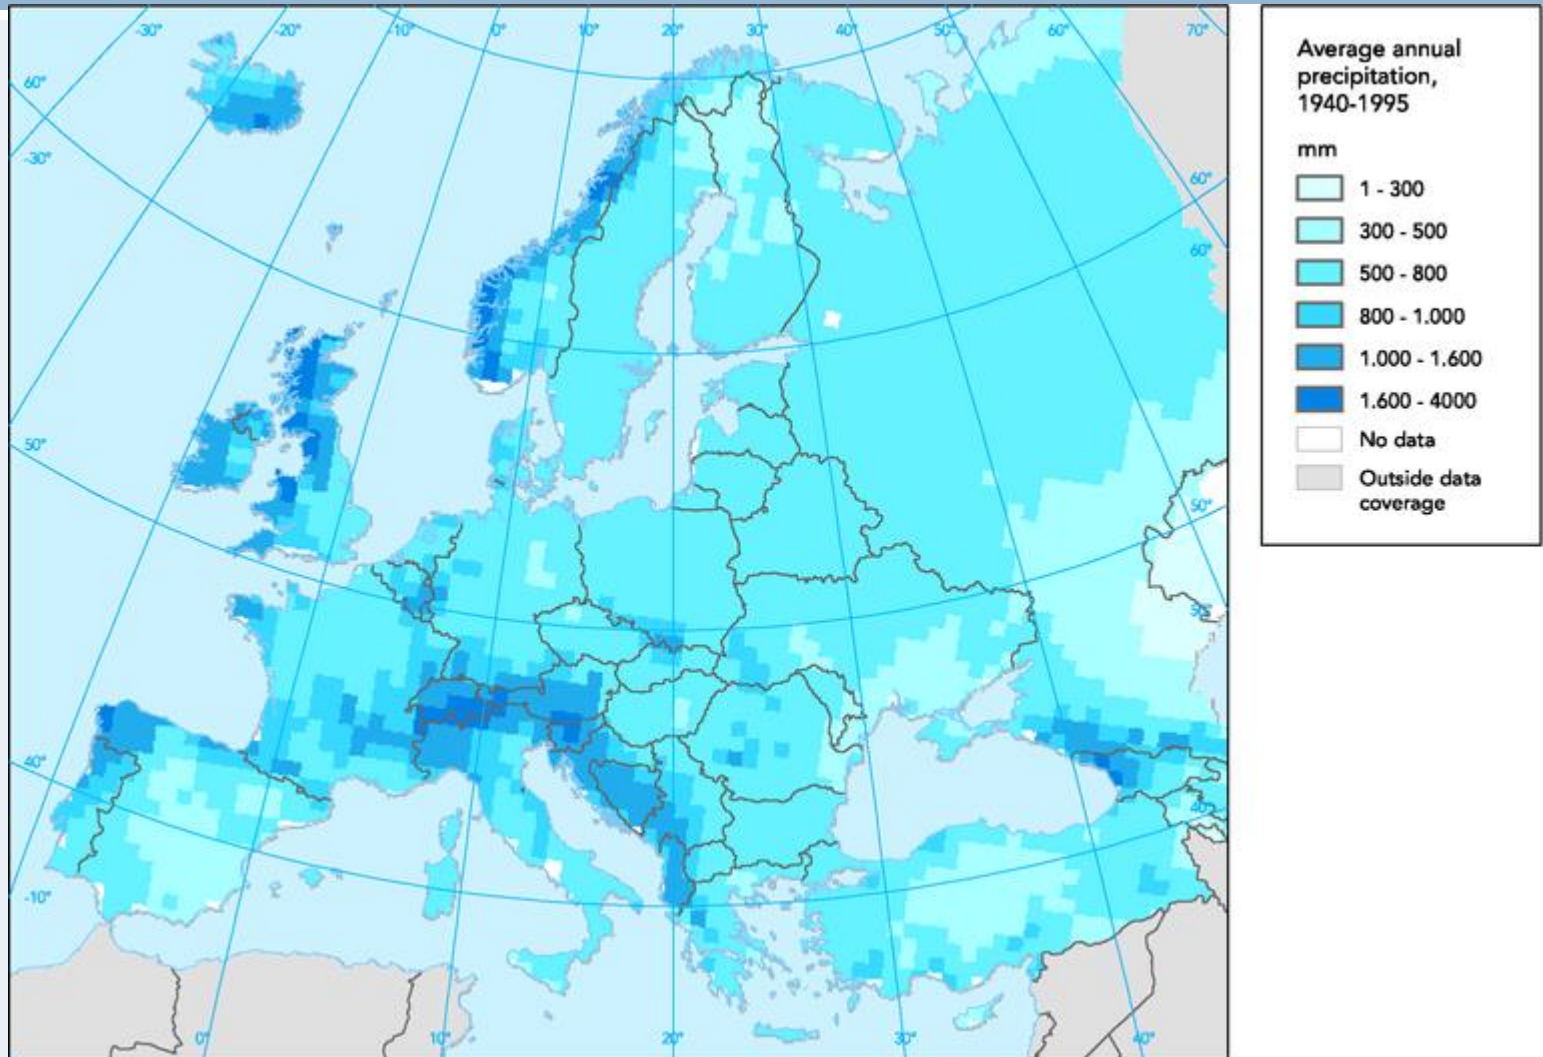 -30° -20° -10° 0° 10° 20° 30° 40° 50° 60° 70°
60°
-30°
60°
60°
50°
50°
50°
40°
40°
-10°
0° 10° 20° 30° 40°
Average annual
precipitation,
1940-1995
mm
1 - 300
300 - 500
500 - 800
800 - 1.000
1.000 - 1.600
1.600 - 4000
No data
Outside data
coverage